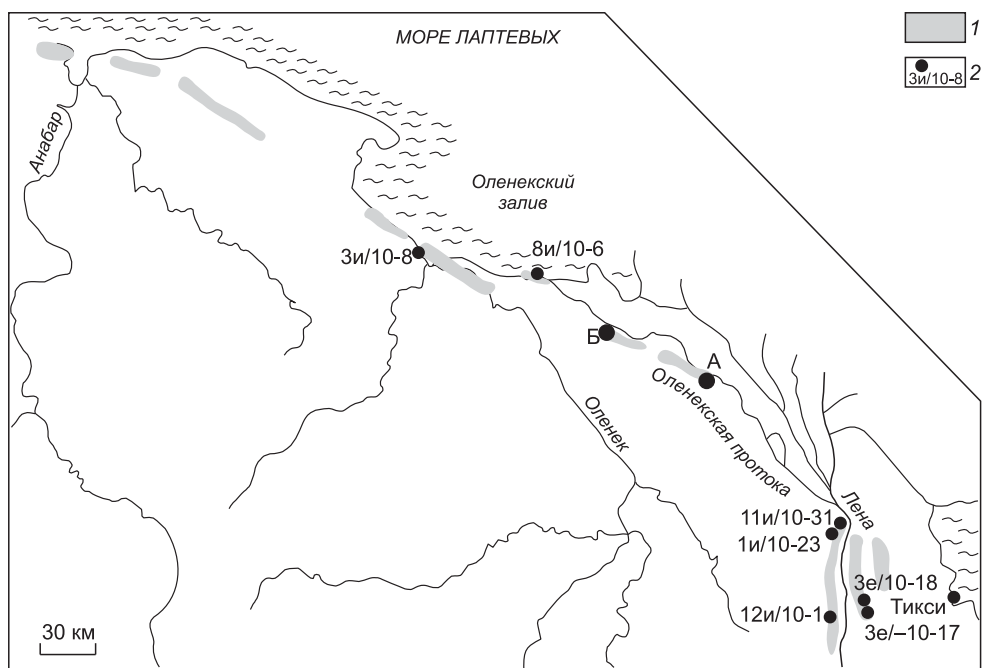 МОРЕ ЛАПТЕВЫХ
1
3и/10-8
2
Анабар
Оленекский
залив
3и/10-8
8и/10-6
Б
А
Оленекская протока
Оленек
Лена
11и/10-31
1и/10-23
3е/10-18
Тикси
12и/10-1
3е/–10-17
30 км